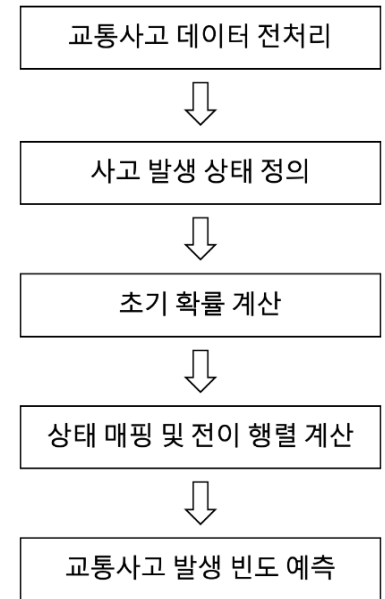 교통사고 데이터 전처리
사고 발생 상태 정의
초기 확률 계산
상태 매핑 및 전이 행렬 계산
교통사고 발생 빈도 예측